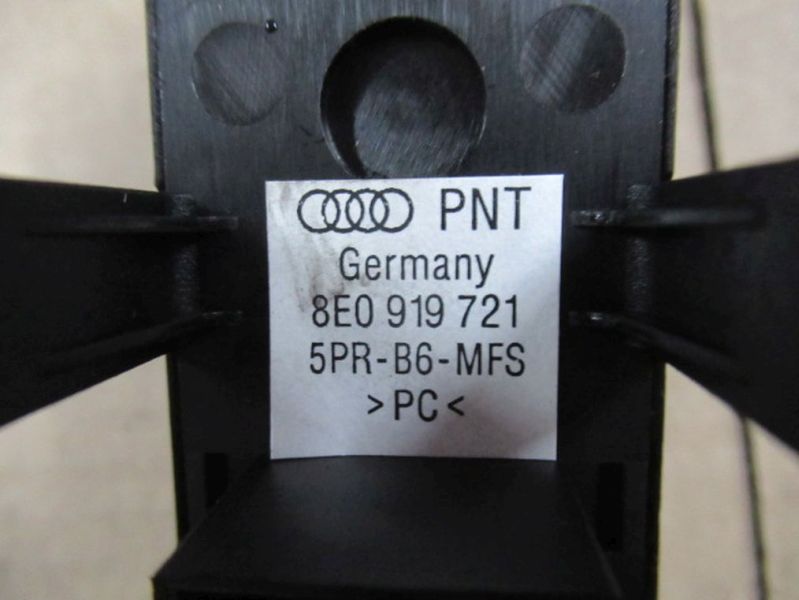 PNT
Germany
8E0 919 721
5PR-B6-MFS
>PC<